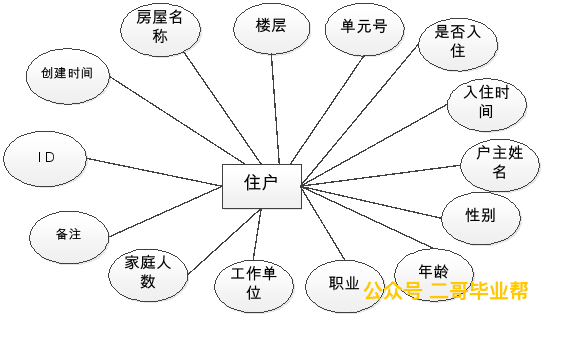 房屋名
称
楼层
单元号
是否入
住
创建时间
入住时
间
ID
户主姓
名
住户
性别
备注
家庭人
数
工作单
位
职业
年龄
公众号 二哥毕业帮